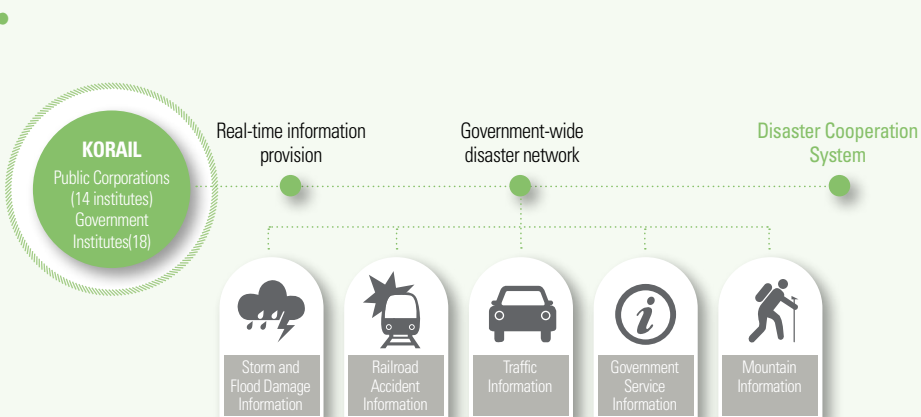 KORAIL
Public Corporations
(14 institutes)
Government
Institutes(18)
Real-time information
provision
Government-wide
disaster network
Disaster Cooperation
System
Storm and
Flood Damage
Information
Railroad
Accident
Information
Traffic
Information
i
Government
Service
Information
Mountain
Information